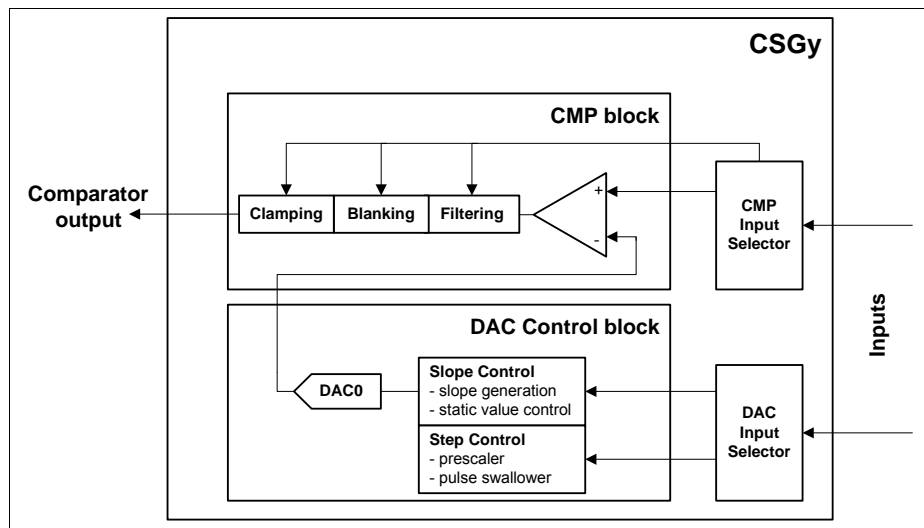 CSGy
CMP block
Comparator
output
Clamping
Blanking
Filtering
+
-
CMP
Input
Selector
Inputs
DAC Control block
DAC0
Slope Control
- slope generation
- static value control
Step Control
- prescaler
- pulse swallower
DAC
Input
Selector